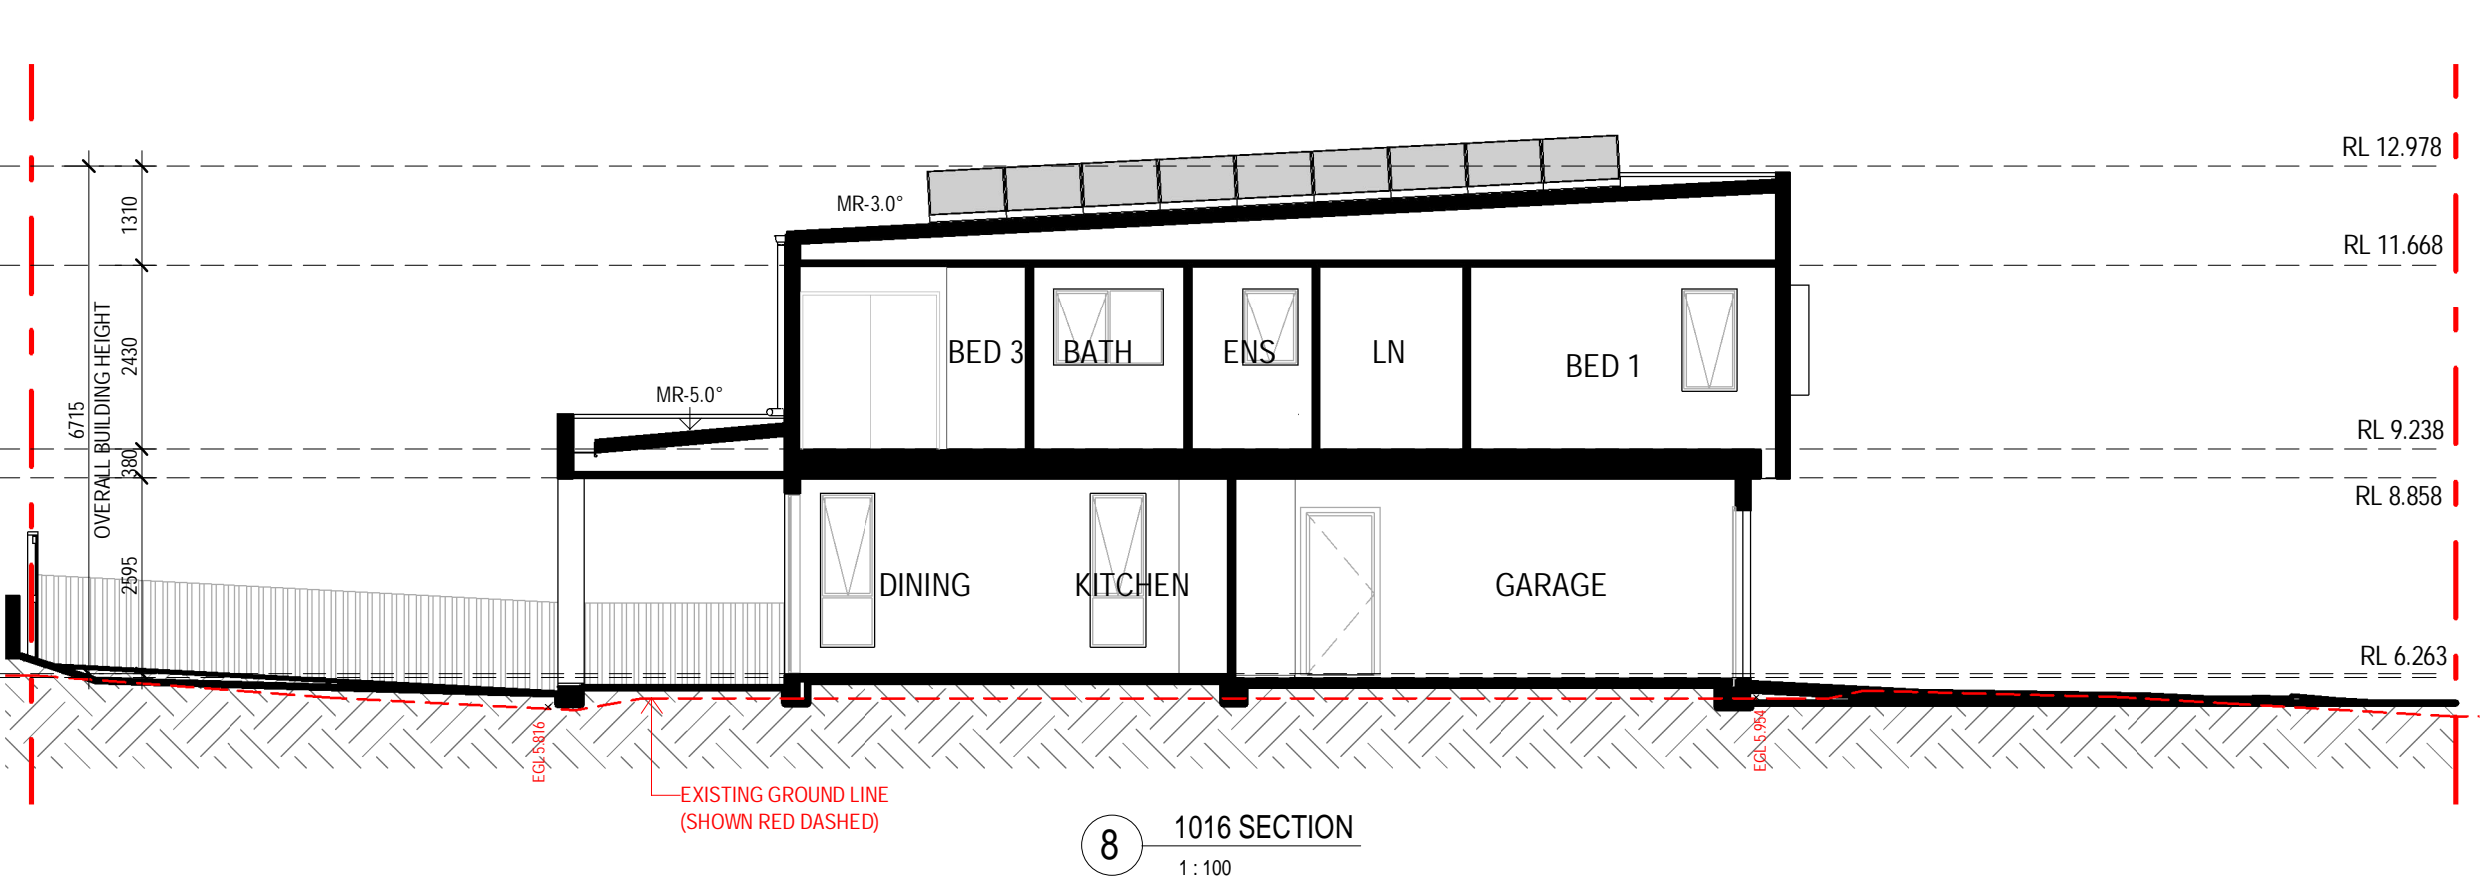 RL 12.978
1310
MR-3.0°
RL 11.668
2430
BED 3
BATH
ENS
LN
BED 1
MR-5.0°
6715
OVERALL BUILDING HEIGHT
RL 9.238
380
RL 8.858
2595
DINING
KITCHEN
GARAGE
RL 6.263
EGL 5.816
EGL 5.954
EXISTING GROUND LINE
(SHOWN RED DASHED)
8
1016 SECTION
1 : 100